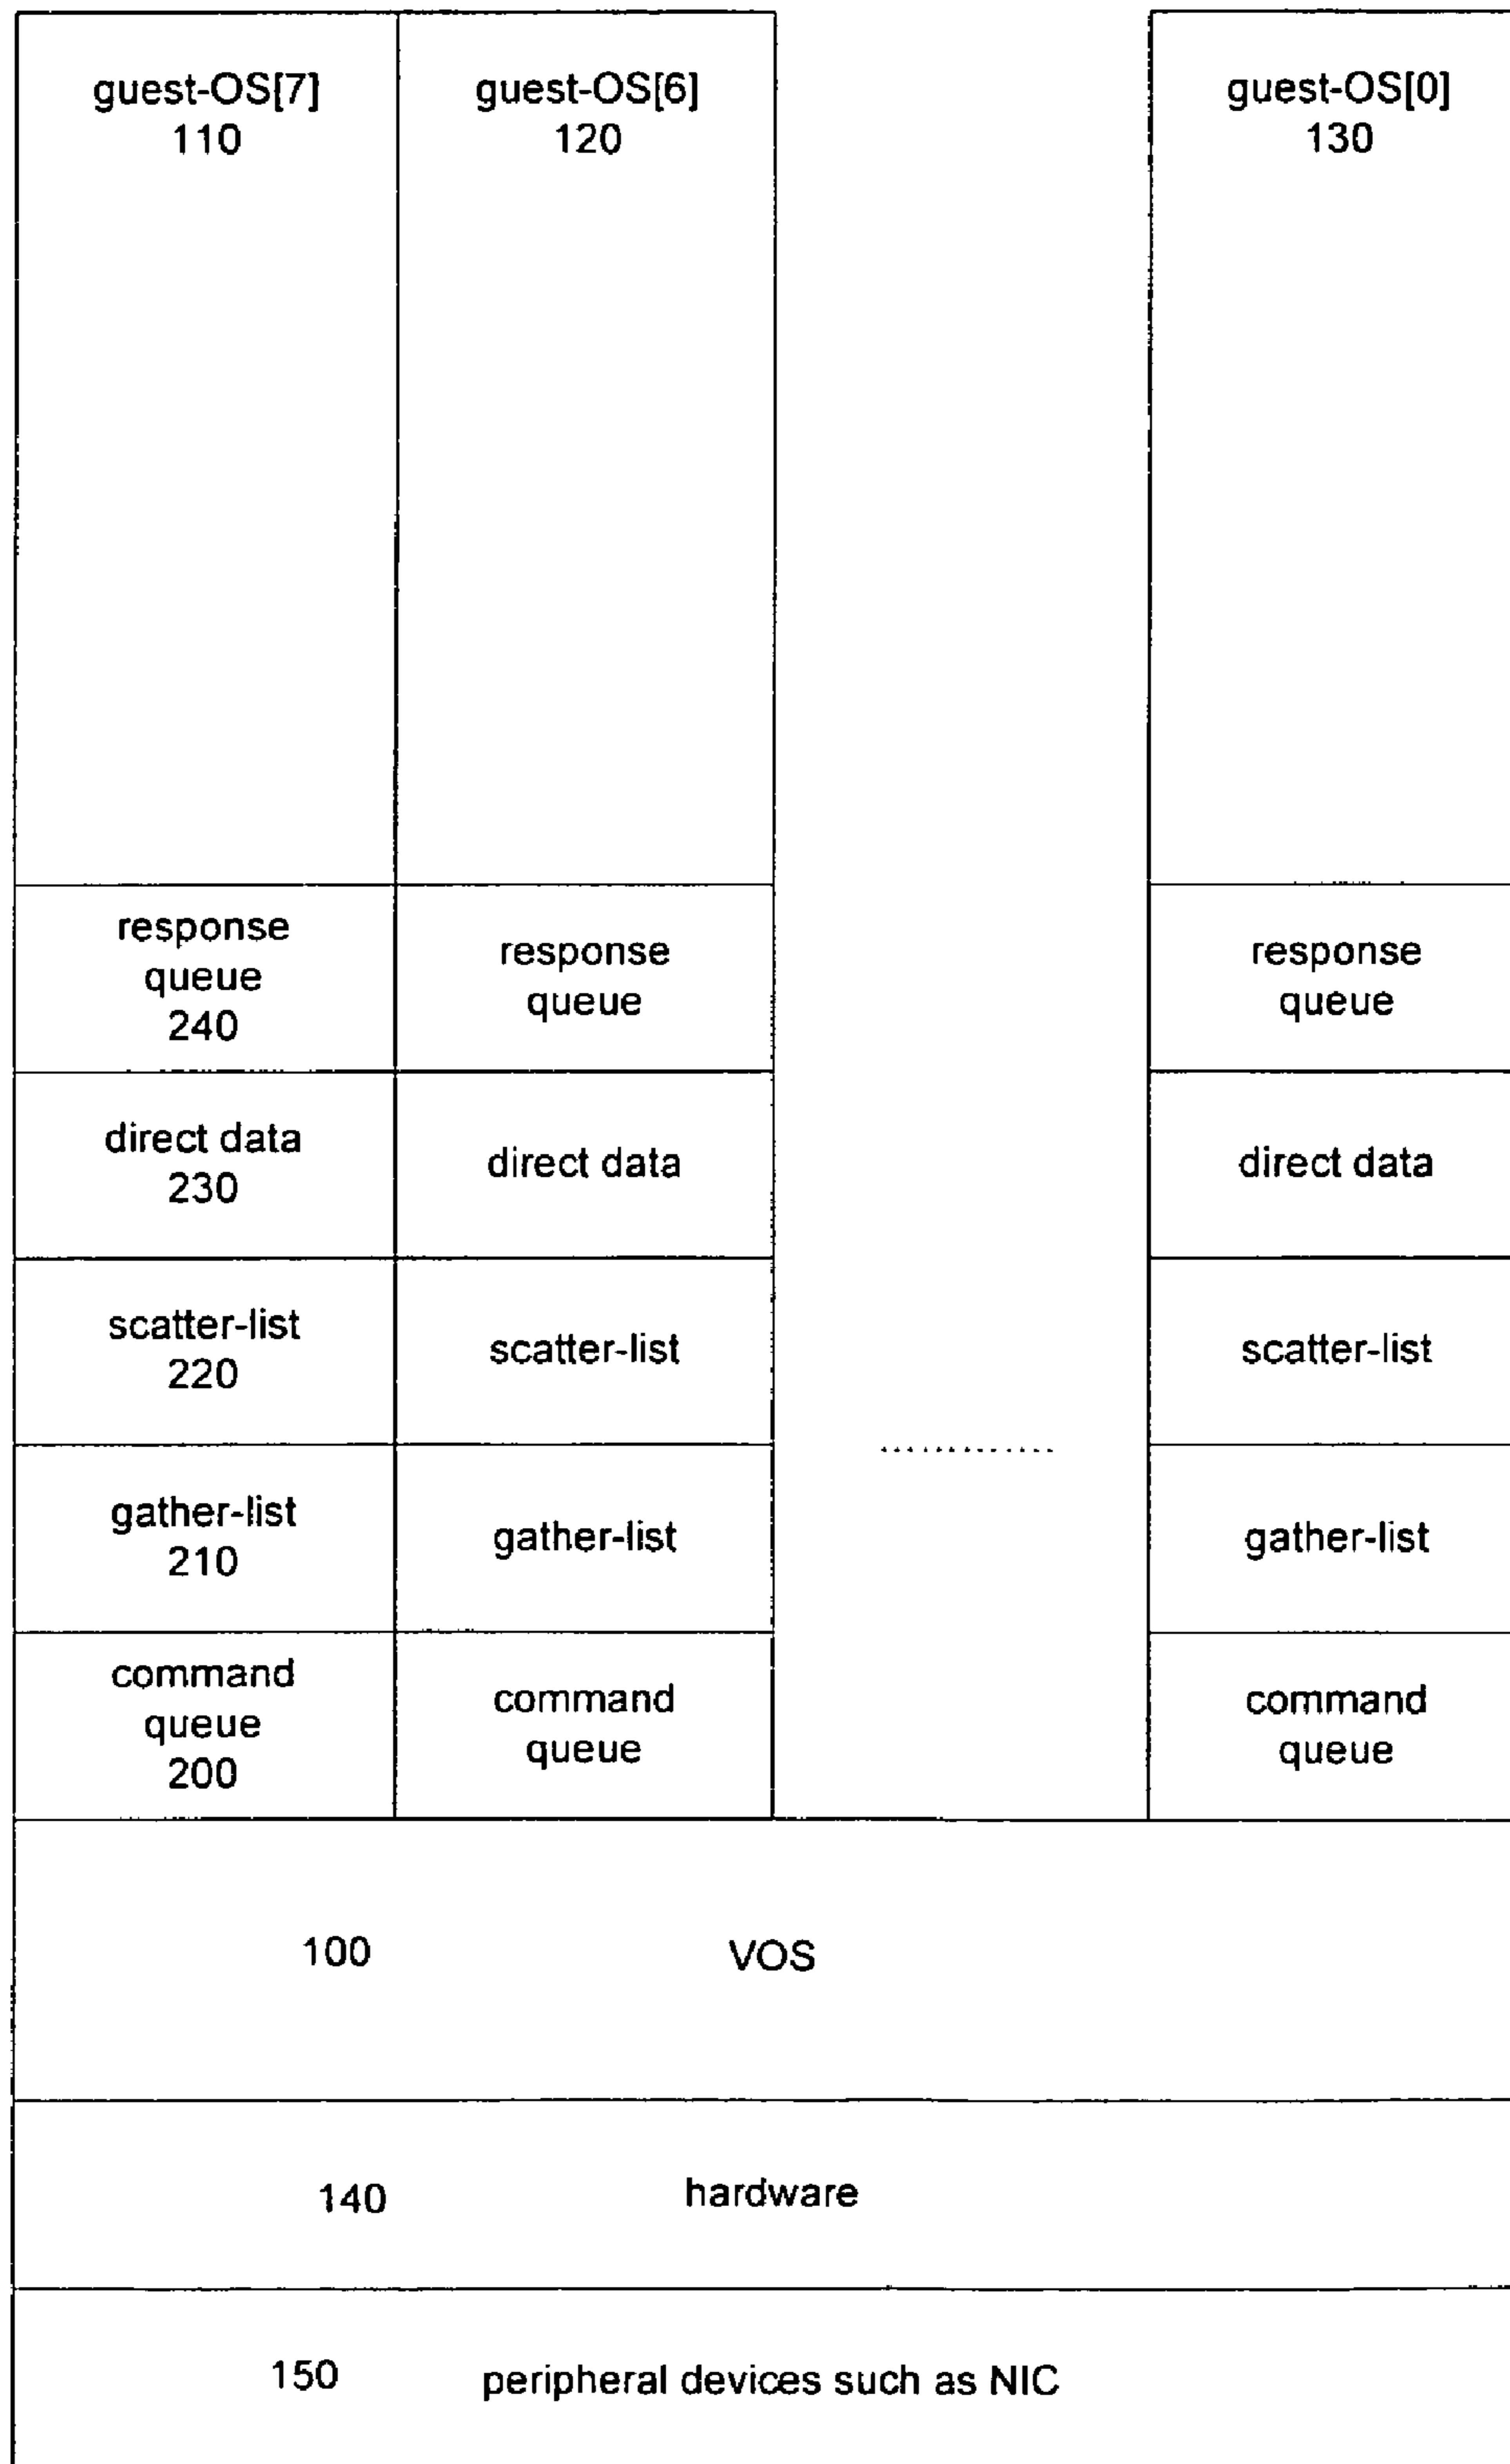 guest-OS[7]
110
guest-OS[6]
120
guest-OS[0]
130
response
queue
240
response
queue
response
queue
direct data
230
direct data
direct data
scatter-list
220
scatter-list
scatter-list
............
gather-list
210
gather-list
gather-list
command
queue
200
command
queue
command
queue
100 VOS
140 hardware
150 peripheral devices such as NIC